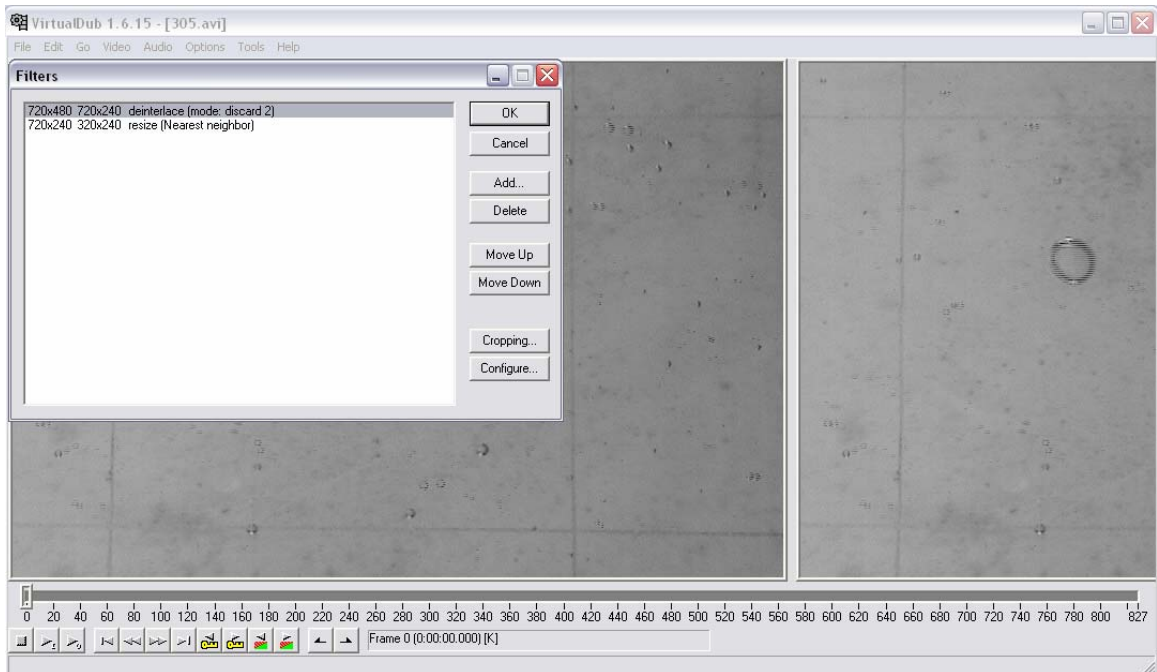 VirtualDub 1.6.15 - [305.avi]
File Edit Go Video Audio Options Tools Help
Filters
720x480 720x240 deinterlace (mode: discard 2)
720x240 320x240 resize (Nearest neighbor)
OK
Cancel
Add...
Delete
Move Up
Move Down
Cropping...
Configure...
0 20 40 60 80 100 120 140 160 180 200 220 240 260 280 300 320 340 360 380 400 420 440 460 480 500 520 540 560 580 600 620 640 660 680 700 720 740 760 780 800 827
Frame 0 (0:00:00.000) [K]